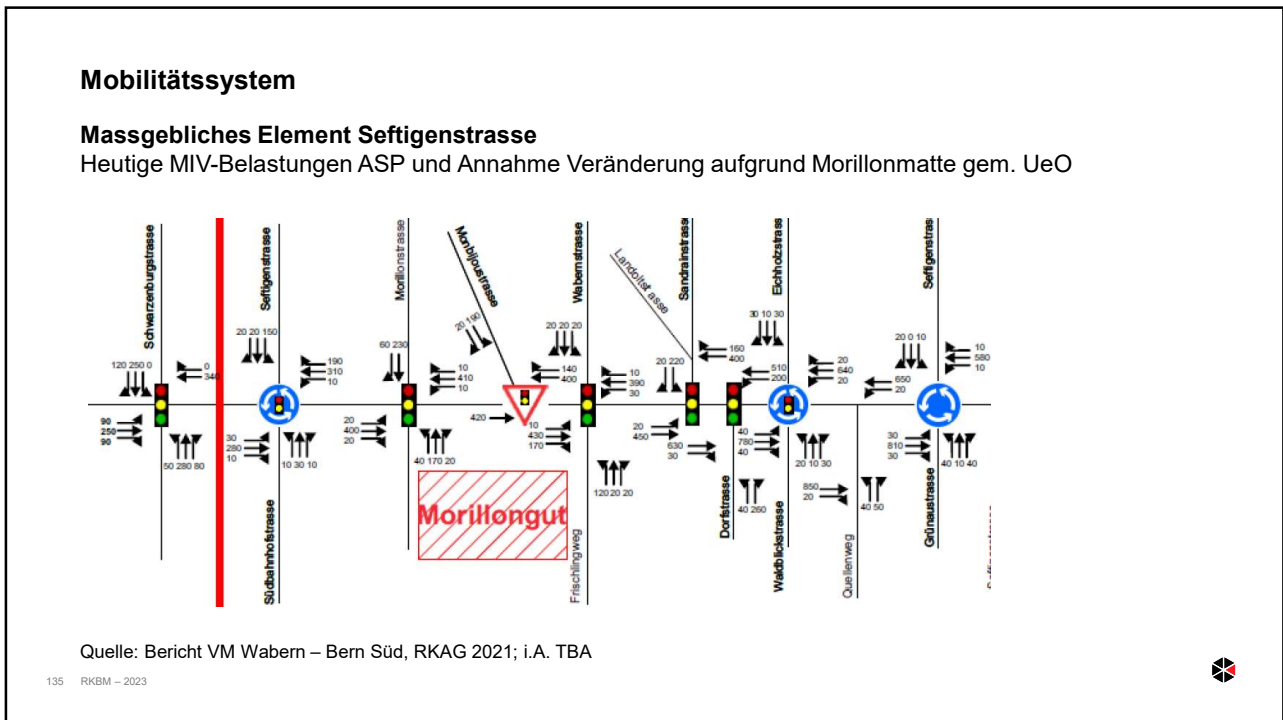 Mobilitätssystem
Massgebliches Element Seftigenstrasse
Heutige MIV-Belastungen ASP und Annahme Veränderung aufgrund Morillonmatte gem. UeO
Schwarzenburgstrasse
120 250 0
0
340
90
250
90
50 280 80
Seftigenstrasse
20 20 150
190
310
10
30
280
10
10 30 10
Südbahnhofstrasse
Morillonstrasse
60 230
10
410
10
20
400
20
40 170 20
Monbijoustrasse
20 190
140
400
420
Morillongut
Wabernstrasse
20 20 20
10
390
30
10
430
170
120 20 20
Frischlingweg
Landoltst asse
Sandrainstrasse
20 220
160
400
20
450
630
30
Dorfstrasse
40 260
510
200
Eichholzstrass
30 10 30
20
640
20
40
780
40
20 10 30
Waldblickstrasse
650
20
850
20
40 50
Quellenweg
Seftigenstras
20 0 10
10
580
10
30
810
30
40 10 40
Grünaustrasse
Quelle: Bericht VM Wabern – Bern Süd, RKAG 2021; i.A. TBA
135 RKBM – 2023